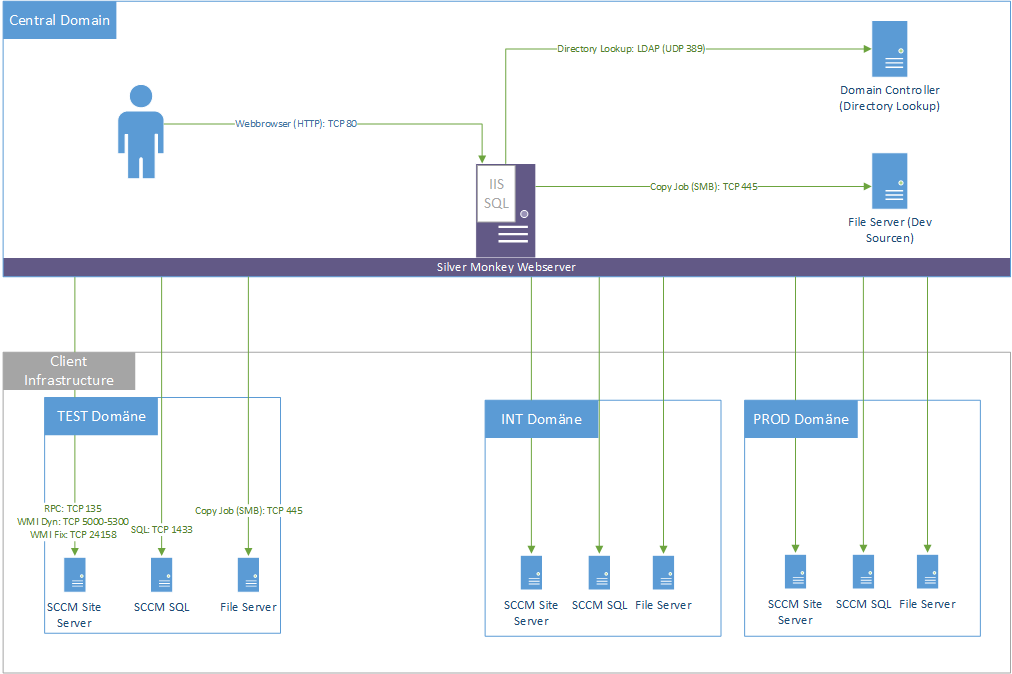 Central Domain
Directory Lookup: LDAP (UDP 389)
Domain Controller
(Directory Lookup)
Webbrowser (HTTP): TCP 80
IIS
SQL
Copy Job (SMB): TCP 445
File Server (Dev
Sourcen)
Silver Monkey Webserver
Client
Infrastructure
TEST Domäne
INT Domäne
PROD Domäne
RPC: TCP 135
WMI Dyn: TCP 5000-5300
WMI Fix: TCP 24158
SQL: TCP 1433
Copy Job (SMB): TCP 445
SCCM Site
Server
SCCM SQL
File Server
SCCM Site
Server
SCCM SQL
File Server
SCCM Site
Server
SCCM SQL
File Server